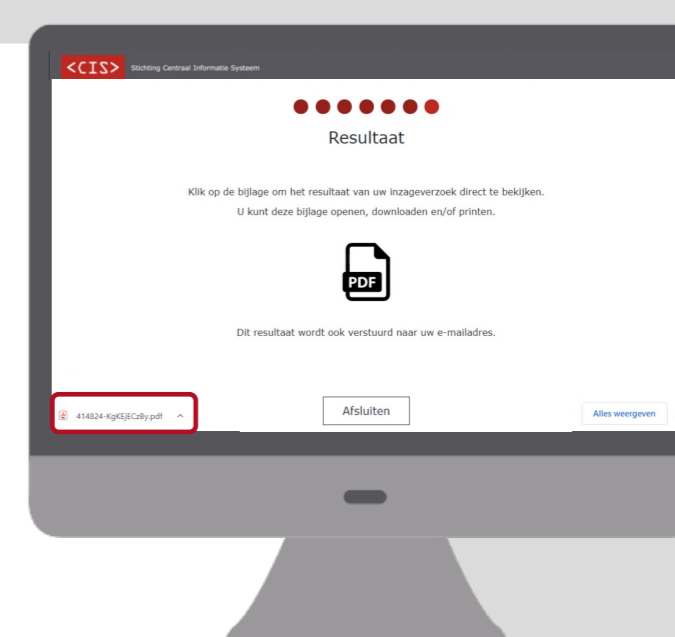 <CIS> Stichting Centraal Informatie Systeem
Resultaat
Klik op de bijlage om het resultaat van uw inzageverzoek direct te bekijken.
U kunt deze bijlage openen, downloaden en/of printen.
PDF
Dit resultaat wordt ook verstuurd naar uw e-mailadres.
Afsluiten
414824-KgKEJECzBy.pdf
Alles weergeven